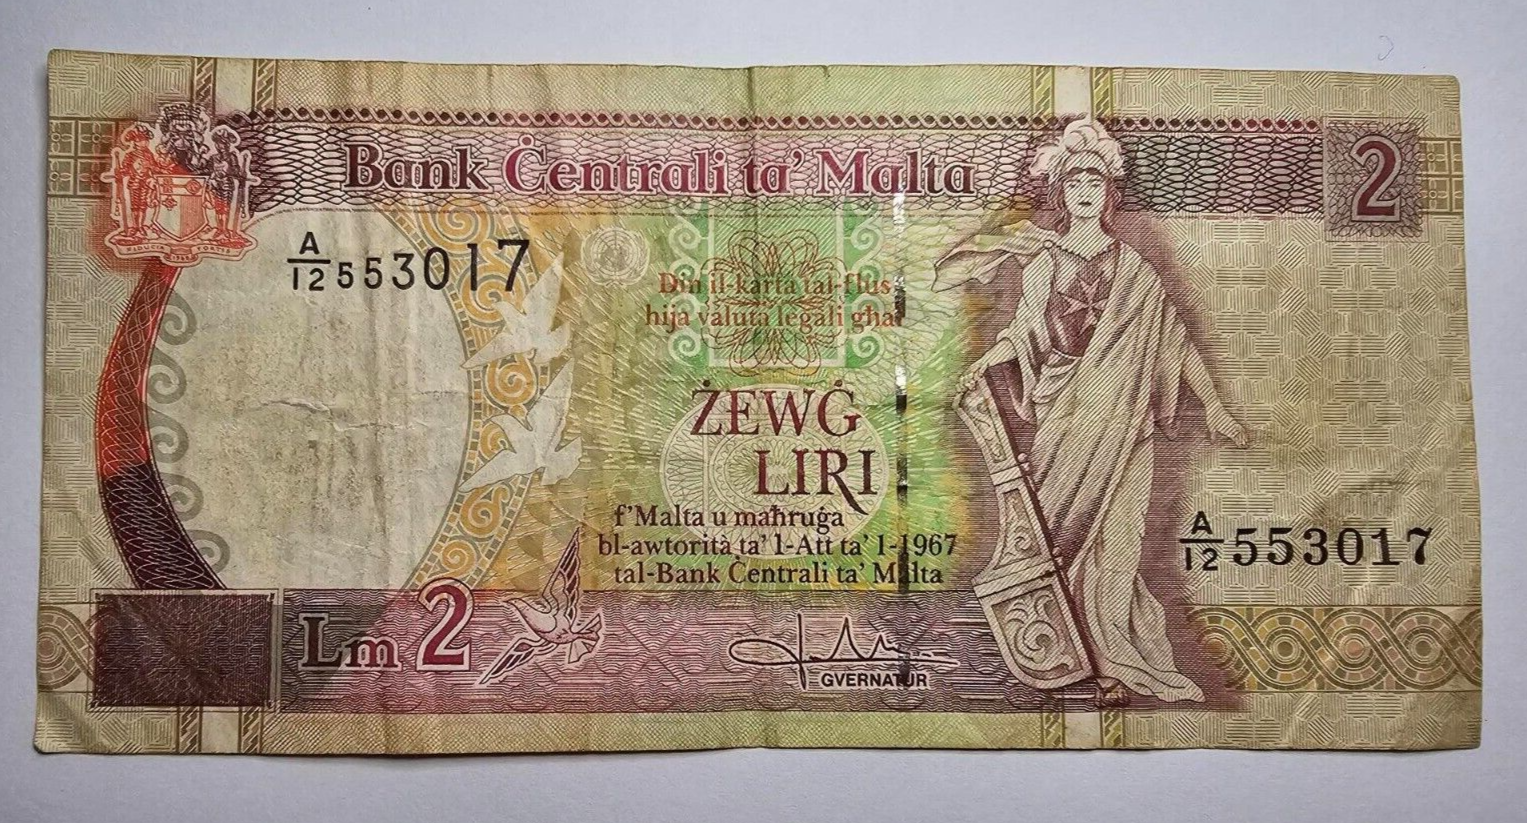 Bank Ċentrali ta' Malta
2
A/12 553017
Din il-karta tal-flus
hija valuta legali għal
ŻEWĠ
LIRI
f'Malta u maħruġa
bl-awtorità ta' l-Att ta' l-1967
tal-Bank Ċentrali ta' Malta
A/12 553017
Lm 2
GVERNATUR